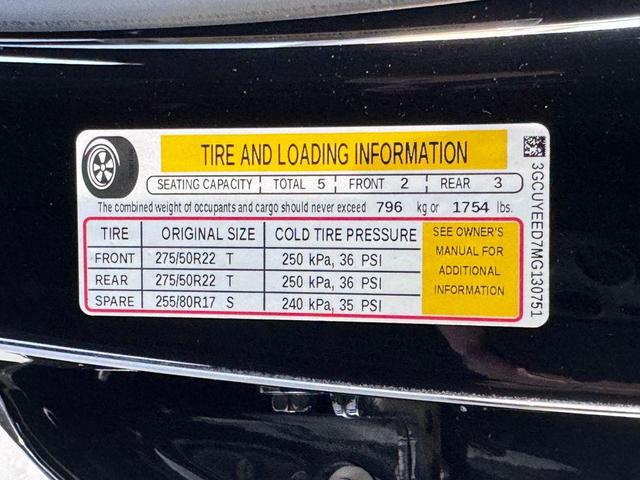 TIRE AND LOADING INFORMATION
SEATING CAPACITY TOTAL 5 FRONT 2 REAR 3
The combined weight of occupants and cargo should never exceed 796 kg or 1754 lbs.
TIRE ORIGINAL SIZE COLD TIRE PRESSURE
FRONT 275/50R22 T 250 kPa, 36 PSI
REAR 275/50R22 T 250 kPa, 36 PSI
SPARE 255/80R17 S 240 kPa, 35 PSI
SEE OWNER'S
MANUAL FOR
ADDITIONAL
INFORMATION
3GCUYEED7MG130751